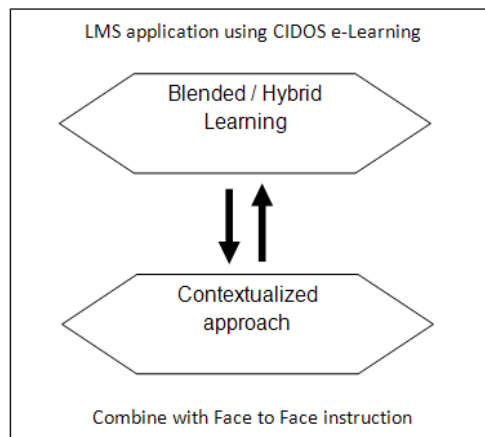 LMS application using CIDOS e-Learning
Blended / Hybrid
Learning
Contextualized
approach
Combine with Face to Face instruction